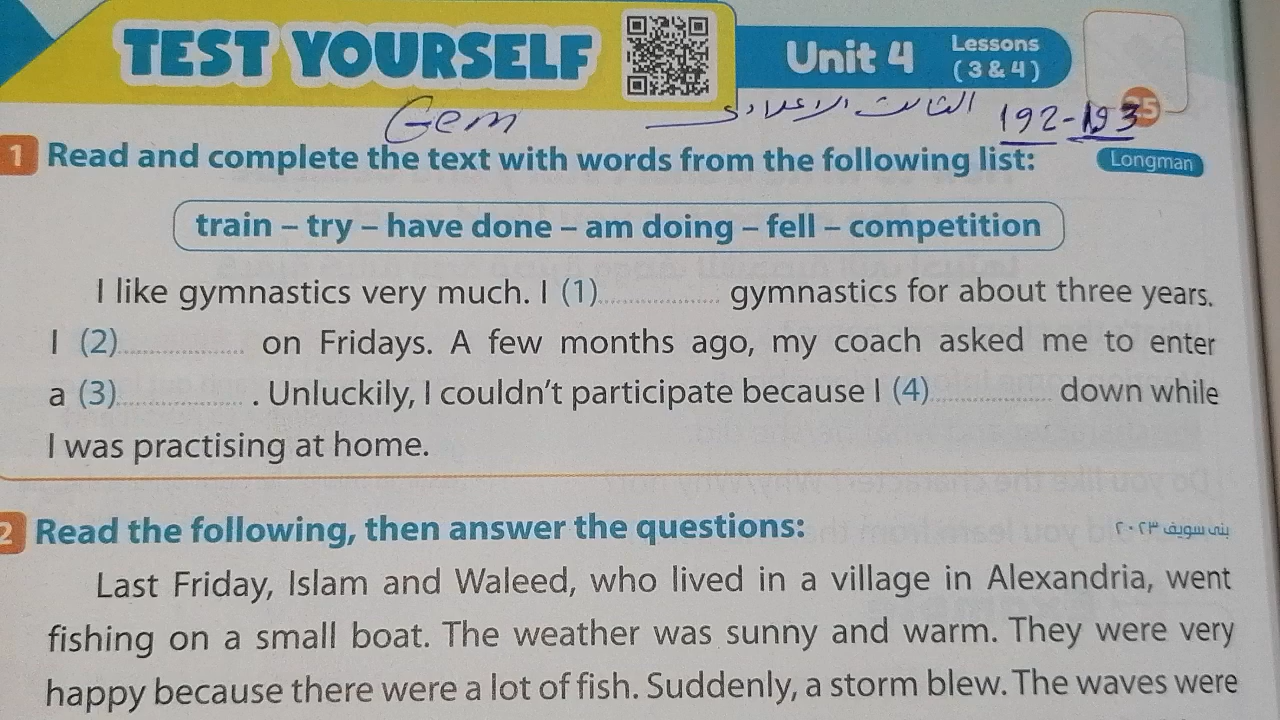 TEST YOURSELF
Unit 4
Lessons
(3 & 4)
Gem
الثالث الاعدادى
192-193
1 Read and complete the text with words from the following list:
Longman
train – try – have done – am doing – fell – competition
I like gymnastics very much. I (1).................. gymnastics for about three years.
I (2).................. on Fridays. A few months ago, my coach asked me to enter
a (3).................. . Unluckily, I couldn't participate because I (4).................. down while
I was practising at home.
2 Read the following, then answer the questions:
بني سويف ٢٠٢٣
Last Friday, Islam and Waleed, who lived in a village in Alexandria, went
fishing on a small boat. The weather was sunny and warm. They were very
happy because there were a lot of fish. Suddenly, a storm blew. The waves were